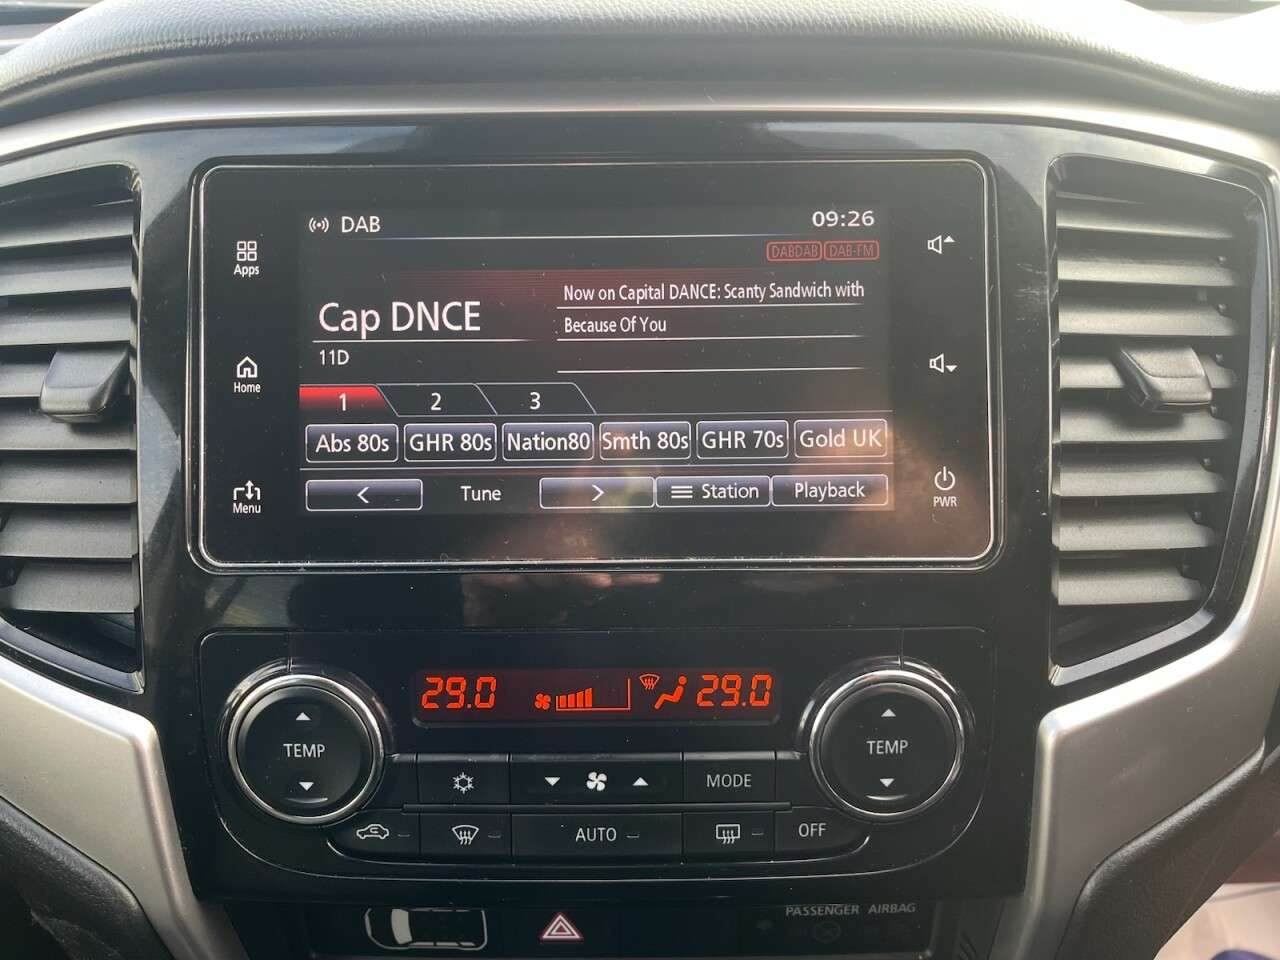 DAB
09:26
DABDAB DAB-FM
Apps
Now on Capital DANCE: Scanty Sandwich with
Cap DNCE
Because Of You
11D
Home
1 2 3
Abs 80s GHR 80s Nation80 Smth 80s GHR 70s Gold UK
< Tune > Station Playback
Menu
PWR
29.0 29.0
TEMP
TEMP
MODE
AUTO
OFF
PASSENGER AIRBAG